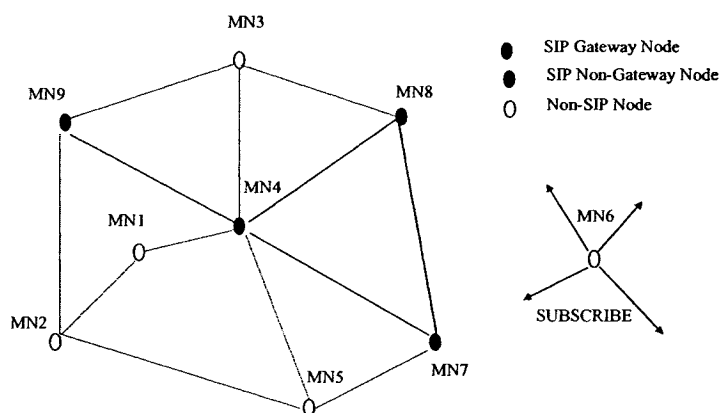 MN3
SIP Gateway Node
SIP Non-Gateway Node
Non-SIP Node
MN9
MN8
MN4
MN1
MN6
SUBSCRIBE
MN2
MN5
MN7